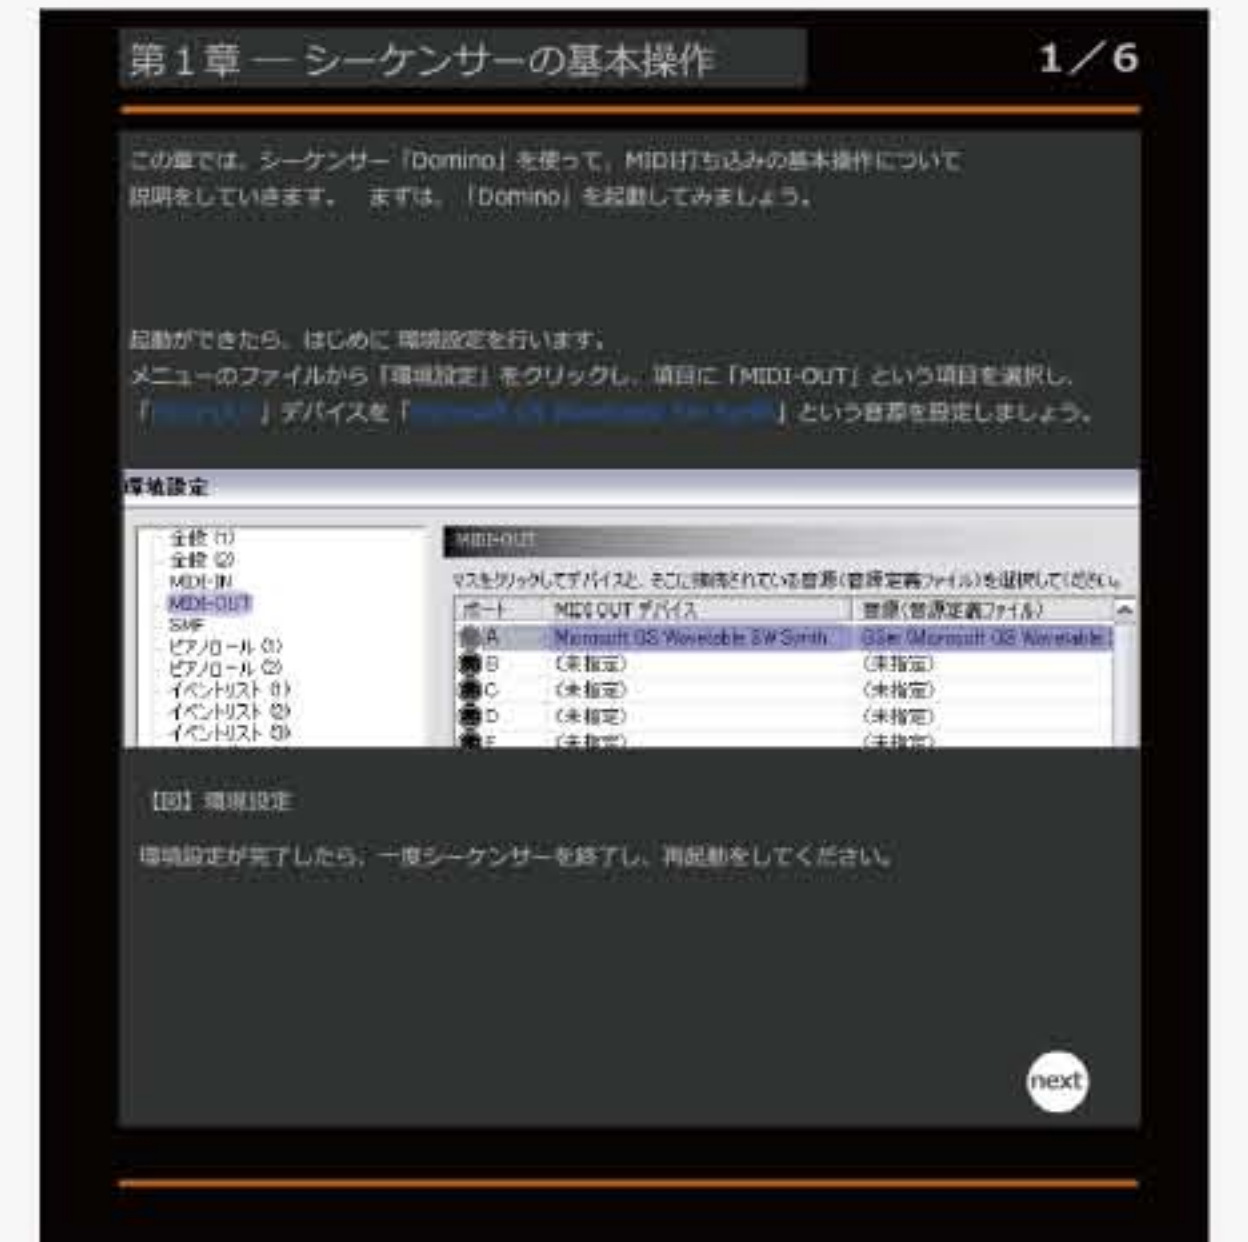 第1章 ― シーケンサーの基本操作
1／6
この章では、シーケンサー「Domino」を使って、MIDI打ち込みの基本操作について
説明をしていきます。 まずは、「Domino」を起動してみましょう。
起動ができたら、はじめに 環境設定を行います。
メニューのファイルから「環境設定」をクリックし、項目に「MIDI-OUT」という項目を選択し、
「 」デバイスを「Microsoft GS Wavetable SW Synth」という音源を設定しましょう。
環境設定
全般 (1)
全般 (2)
MIDI-IN
MIDI-OUT
SMF
ピアノロール (1)
ピアノロール (2)
イベントリスト (1)
イベントリスト (2)
イベントリスト (3)
MIDI-OUT
マスをクリックしてデバイスと、そこに接続されている音源(音源定義ファイル)を選択してください。
ポート MIDI OUT デバイス 音源(音源定義ファイル)
A Microsoft GS Wavetable SW Synth GSm (Microsoft GS Wavetable S
B (未指定) (未指定)
C (未指定) (未指定)
D (未指定) (未指定)
E (未指定) (未指定)
【図】環境設定
環境設定が完了したら、一度シーケンサーを終了し、再起動をしてください。
next